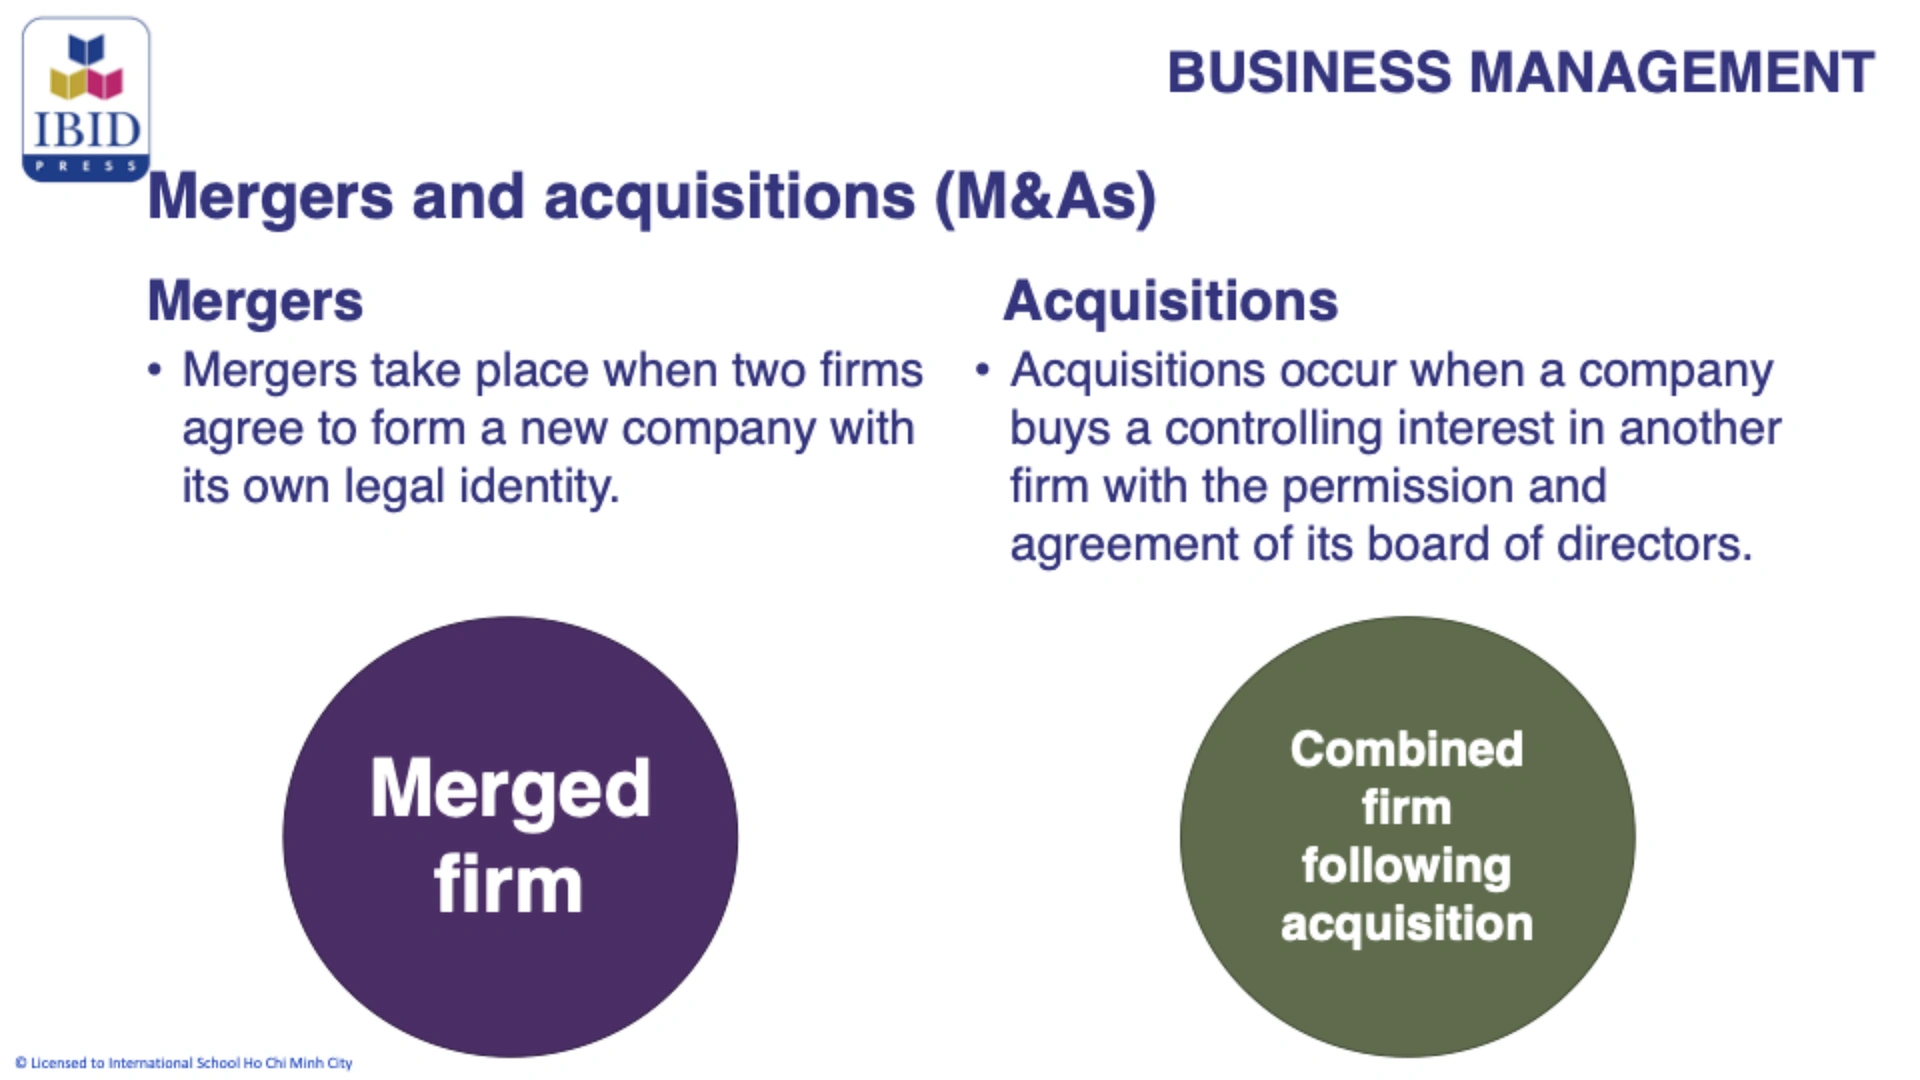 IBID
PRESS
BUSINESS MANAGEMENT
Mergers and acquisitions (M&As)
Mergers
• Mergers take place when two firms
agree to form a new company with
its own legal identity.
Acquisitions
• Acquisitions occur when a company
buys a controlling interest in another
firm with the permission and
agreement of its board of directors.
Merged
firm
Combined
firm
following
acquisition
© Licensed to International School Ho Chi Minh City